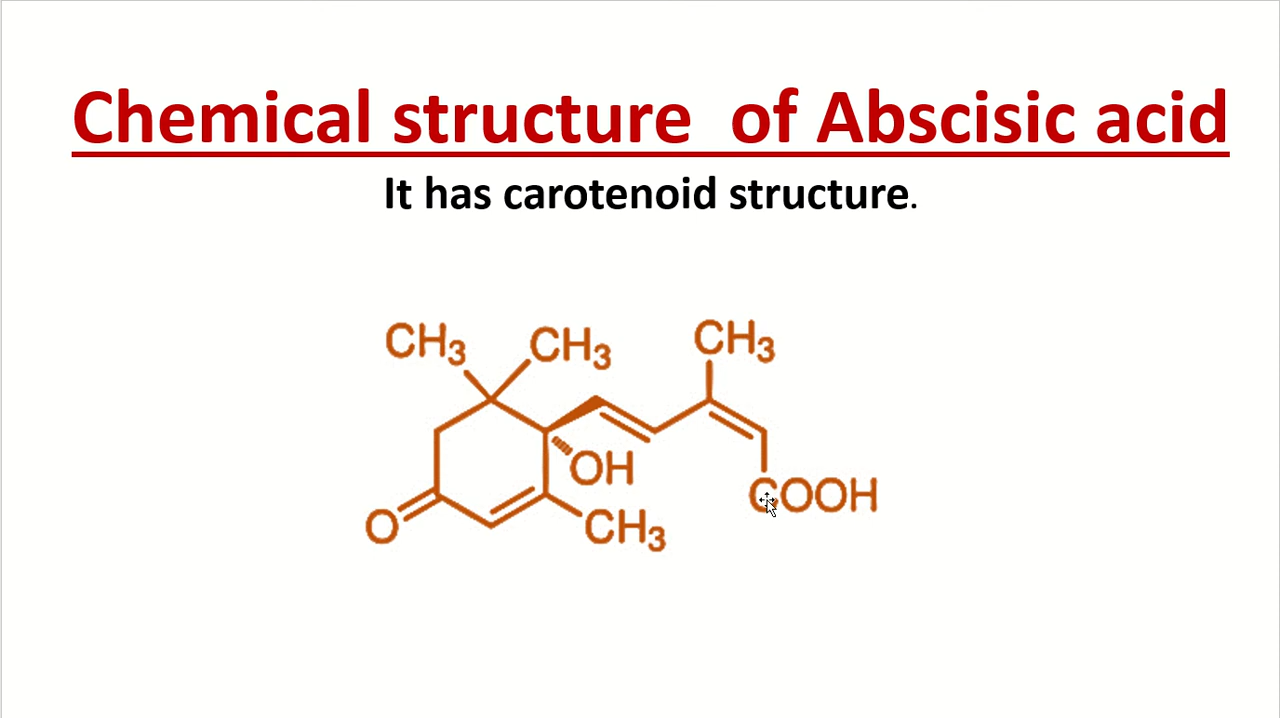 Chemical structure  of Abscisic acid
It has carotenoid structure.
CH3 CH3 CH3
OH
COOH
O CH3